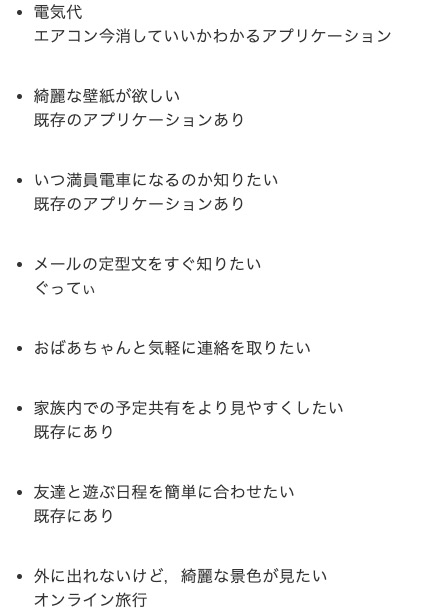 電気代
エアコン今消していいかわかるアプリケーション
綺麗な壁紙が欲しい
既存のアプリケーションあり
いつ満員電車になるのか知りたい
既存のアプリケーションあり
メールの定型文をすぐ知りたい
ぐってぃ
おばあちゃんと気軽に連絡を取りたい
家族内での予定共有をより見やすくしたい
既存にあり
友達と遊ぶ日程を簡単に合わせたい
既存にあり
外に出れないけど，綺麗な景色が見たい
オンライン旅行